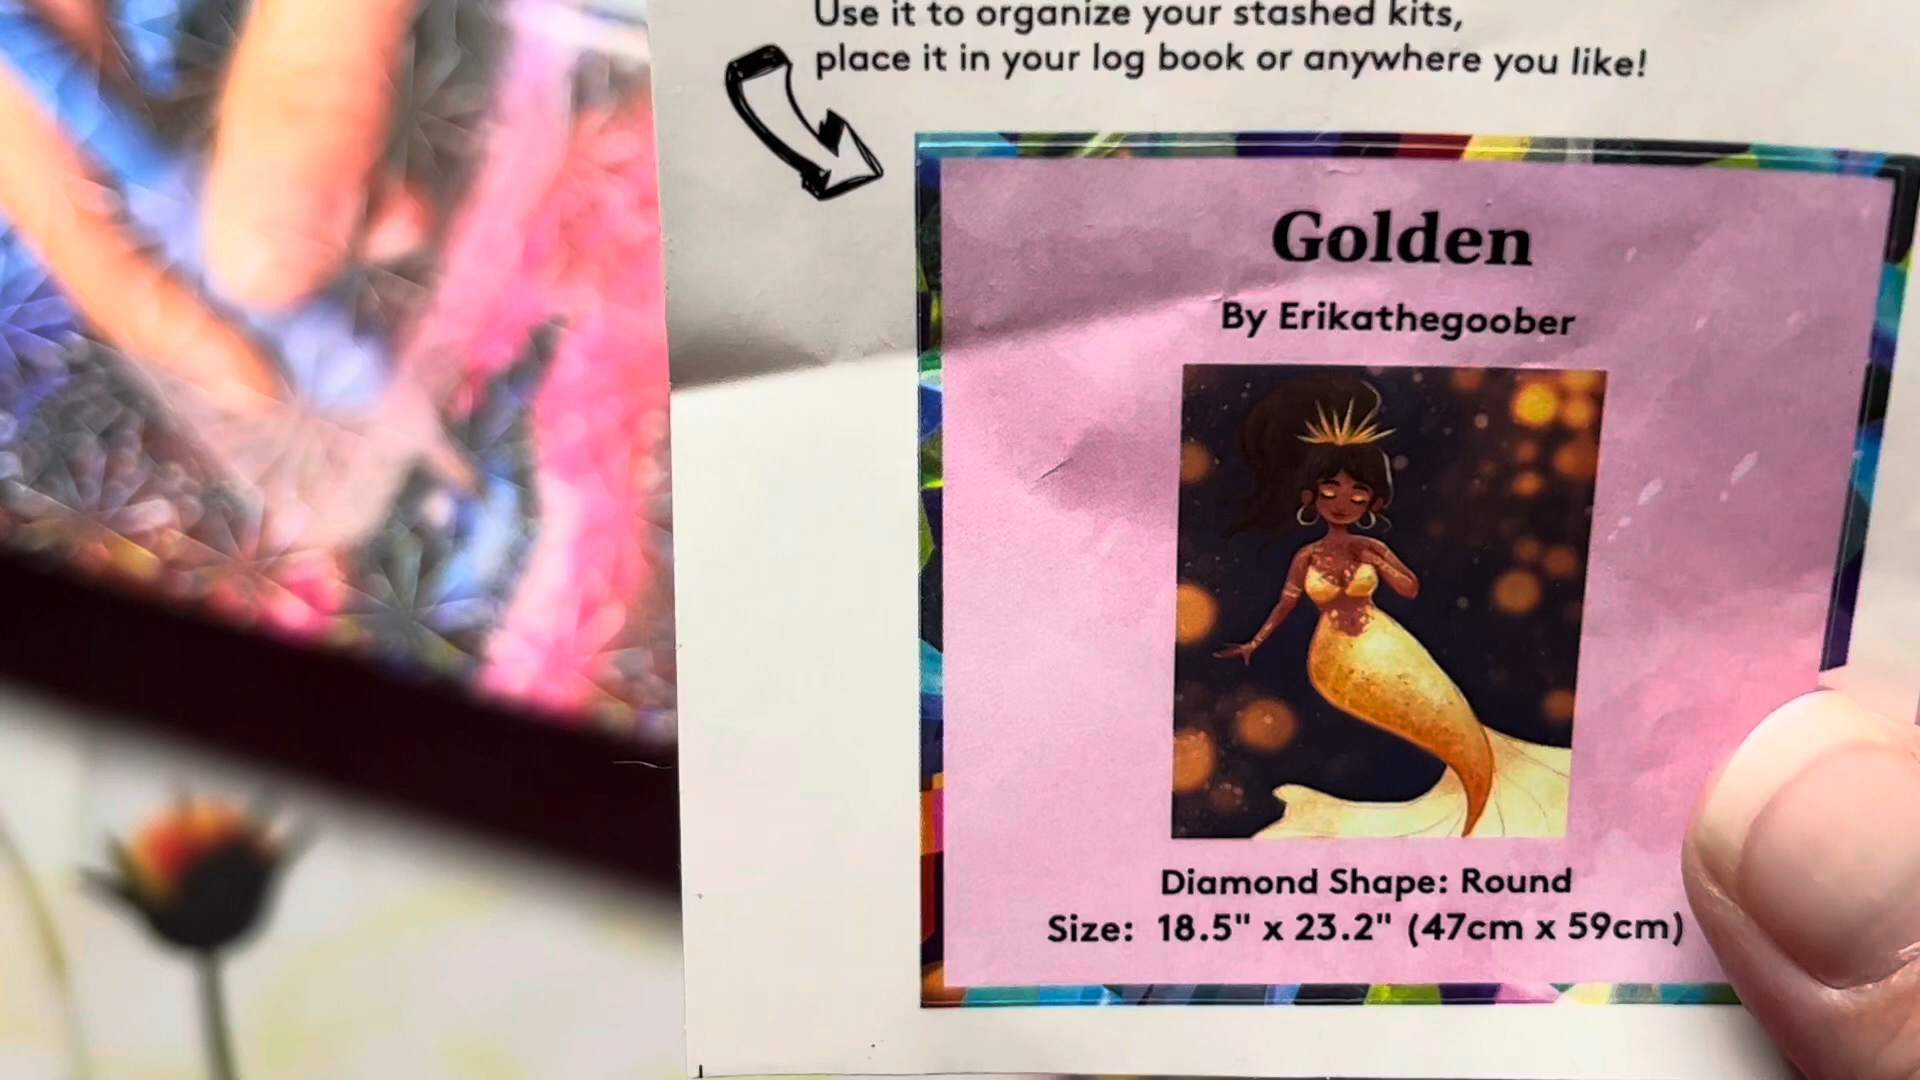 Use it to organize your stashed kits,
place it in your log book or anywhere you like!
Golden
By Erikathegoober
Diamond Shape: Round
Size: 18.5" x 23.2" (47cm x 59cm)